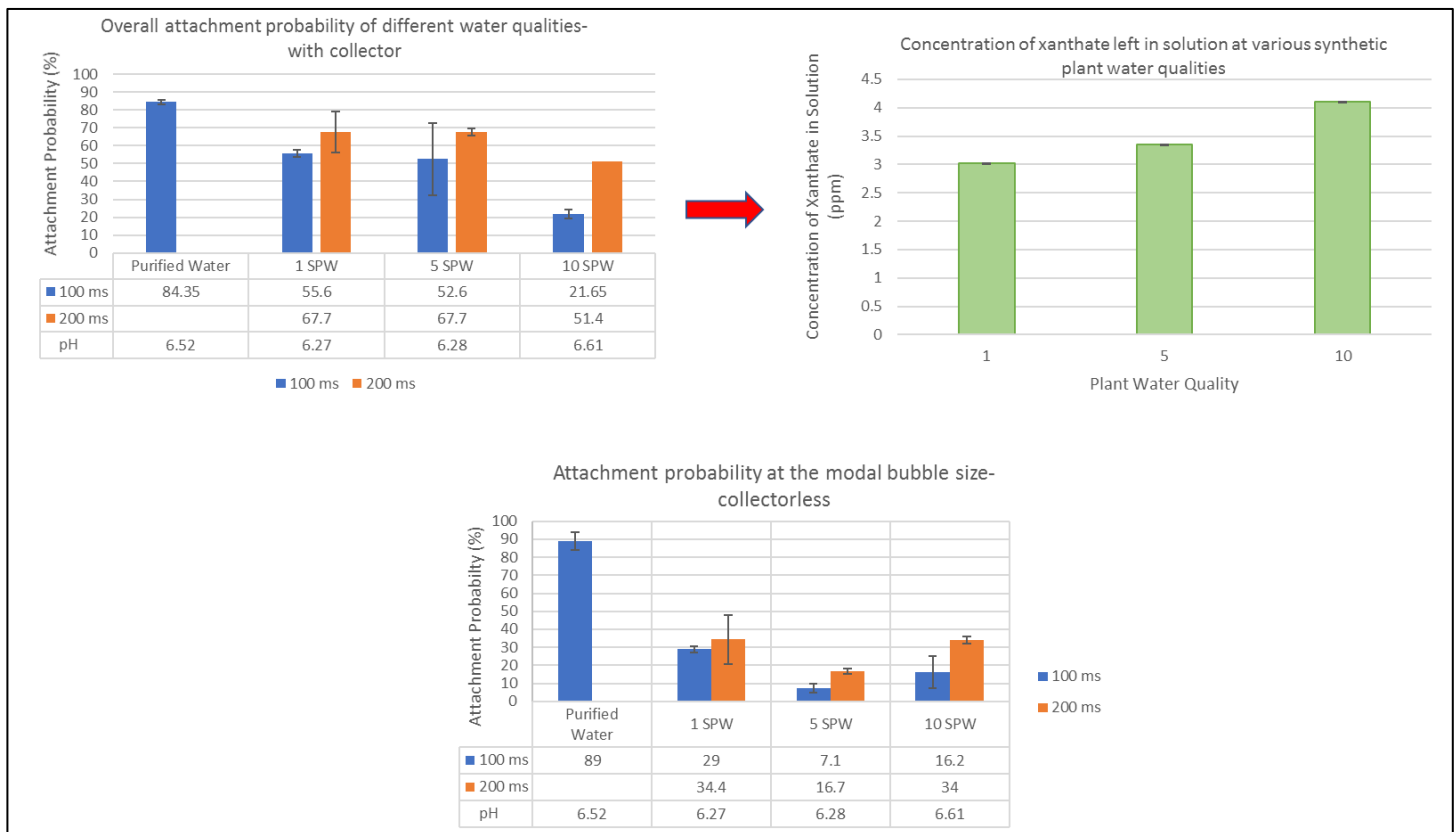 Overall attachment probability of different water qualities-
with collector
Attachment Probability (%)
100
90
80
70
60
50
40
30
20
10
0
Purified Water 1 SPW 5 SPW 10 SPW
100 ms 84.35 55.6 52.6 21.65
200 ms 67.7 67.7 51.4
pH 6.52 6.27 6.28 6.61
100 ms 200 ms
Concentration of xanthate left in solution at various synthetic
plant water qualities
Concentration of Xanthate in Solution
(ppm)
4.5
4
3.5
3
2.5
2
1.5
1
0.5
0
1 5 10
Plant Water Quality
Attachment probability at the modal bubble size-
collectorless
Attachment Probabilty (%)
100
90
80
70
60
50
40
30
20
10
0
Purified
Water
1 SPW 5 SPW 10 SPW
100 ms 89 29 7.1 16.2
200 ms 34.4 16.7 34
pH 6.52 6.27 6.28 6.61
100 ms
200 ms